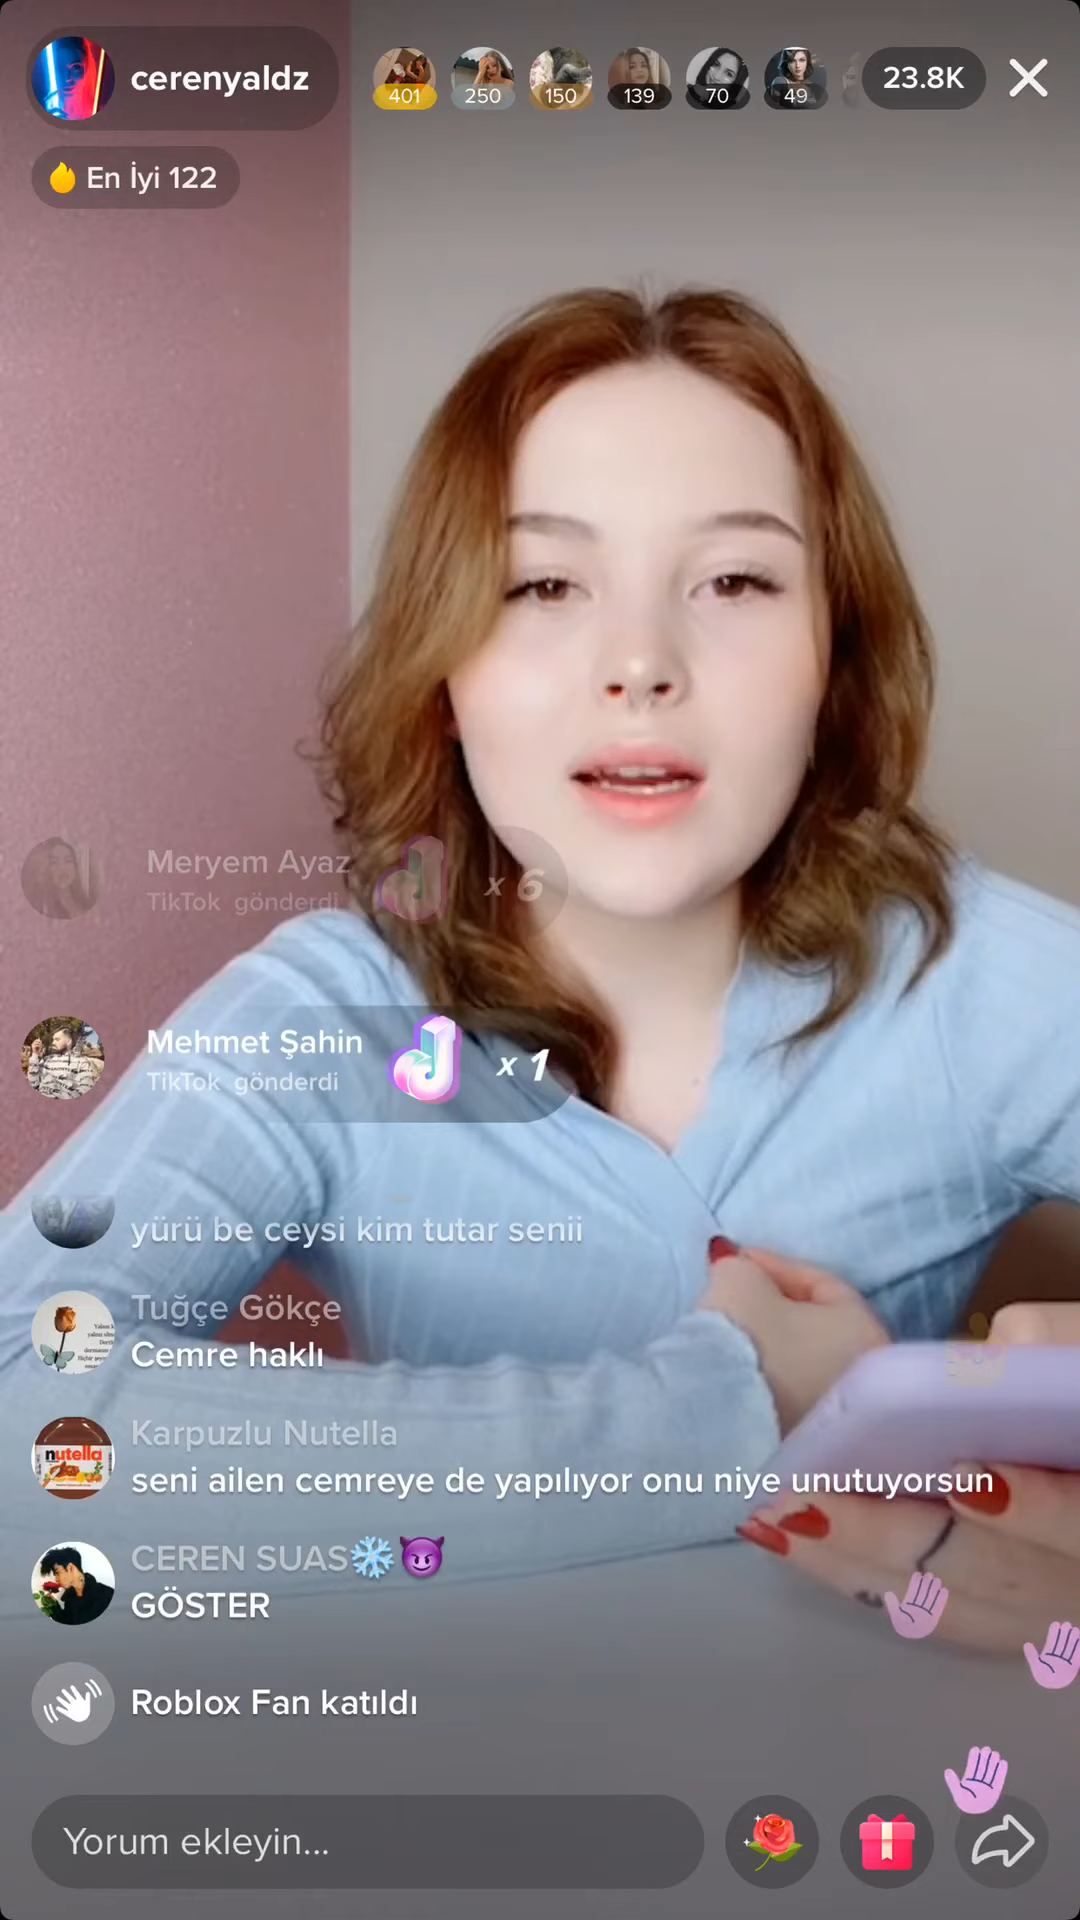 cerenyaldz
401
250
150
139
70
49
23.8K
En İyi 122
Meryem Ayaz
TikTok gönderdi
x 6
Mehmet Şahin
TikTok gönderdi
x 1
yürü be ceysi kim tutar senii
Tuğçe Gökçe
Cemre haklı
Karpuzlu Nutella
nutella
seni ailen cemreye de yapılıyor onu niye unutuyorsun
CEREN SUAS❄️😈
GÖSTER
Roblox Fan katıldı
Yorum ekleyin...